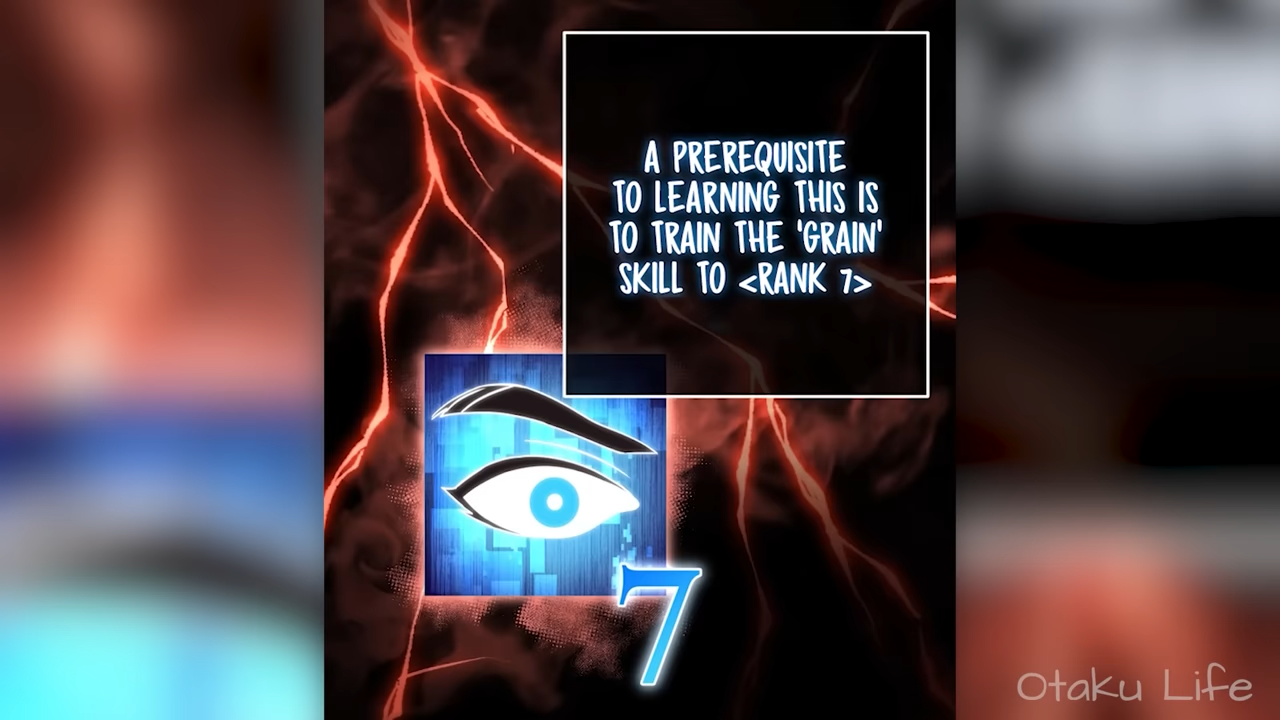 A PREREQUISITE
TO LEARNING THIS IS
TO TRAIN THE 'GRAIN'
SKILL TO <RANK 7>
7
Otaku Life